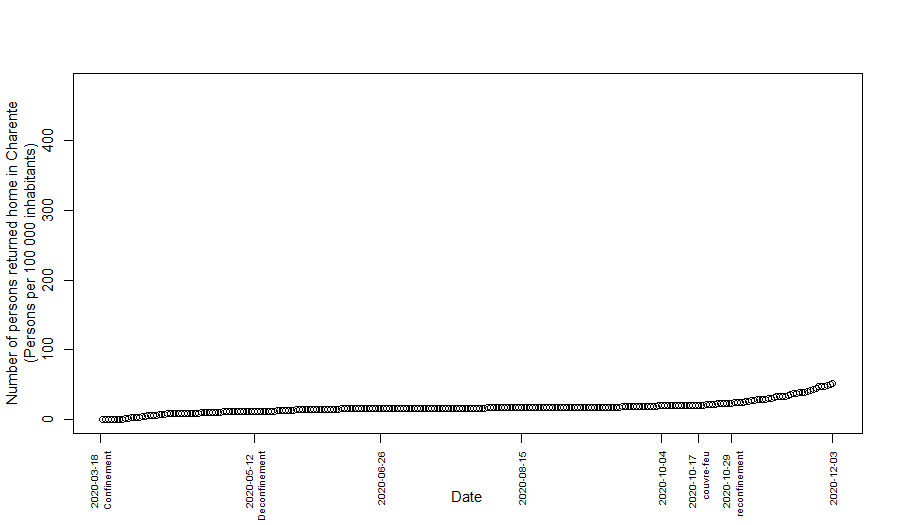 Number of persons returned home in Charente
(Persons per 100 000 inhabitants)
400
300
200
100
0
2020-03-18
Confinement
2020-05-12
Deconfinement
2020-06-26
2020-08-15
2020-10-04
2020-10-17
couvre-feu
2020-10-29
reconfinement
2020-12-03
Date